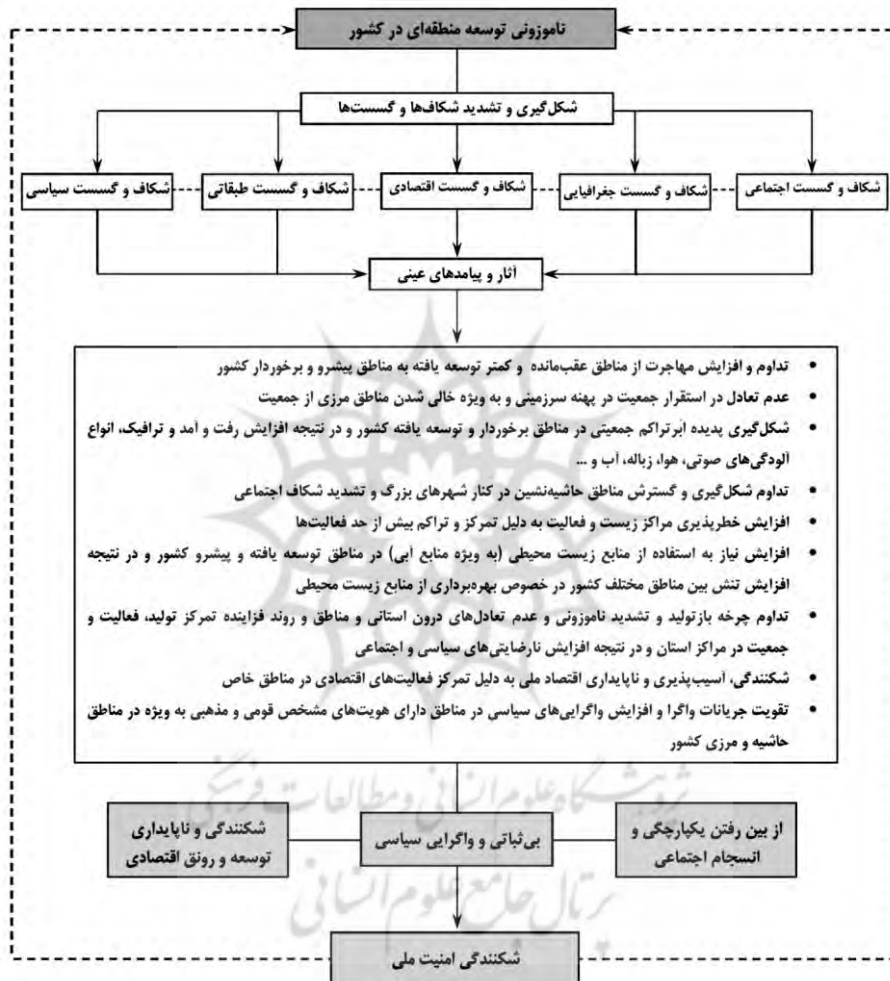 ناموزونی توسعه منطقه‌ای در کشور
شکل‌گیری و تشدید شکاف‌ها و گسست‌ها
شکاف و گسست اجتماعی
شکاف و گسست جغرافیایی
شکاف و گسست اقتصادی
شکاف و گسست طبقاتی
شکاف و گسست سیاسی
آثار و پیامدهای عینی
• تداوم و افزایش مهاجرت از مناطق عقب‌مانده و کمتر توسعه یافته به مناطق پیشرو و برخوردار کشور
• عدم تعادل در استقرار جمعیت در پهنه سرزمینی و به ویژه خالی شدن مناطق مرزی از جمعیت
• شکل‌گیری پدیده ابرتراکم جمعیتی در مناطق برخوردار و توسعه یافته کشور و در نتیجه افزایش رفت و آمد و ترافیک، انواع
آلودگی‌های صوتی، هوا، زباله، آب و ...
• تداوم شکل‌گیری و گسترش مناطق حاشیه‌نشین در کنار شهرهای بزرگ و تشدید شکاف اجتماعی
• افزایش خطرپذیری مراکز زیست و فعالیت به دلیل تمرکز و تراکم بیش از حد فعالیت‌ها
• افزایش نیاز به استفاده از منابع زیست محیطی (به ویژه منابع آبی) در مناطق توسعه یافته و پیشرو کشور و در نتیجه
افزایش تنش بین مناطق مختلف کشور در خصوص بهره‌برداری از منابع زیست محیطی
• تداوم چرخه بازتولید و تشدید ناموزونی و عدم تعادل‌های درون استانی و مناطق و روند فزاینده تمرکز تولید، فعالیت و
جمعیت در مراکز استان و در نتیجه افزایش نارضایتی‌های سیاسی و اجتماعی
• شکنندگی، آسیب‌پذیری و ناپایداری اقتصاد ملی به دلیل تمرکز فعالیت‌های اقتصادی در مناطق خاص
• تقویت جریانات واگرا و افزایش واگرایی‌های سیاسی در مناطق دارای هویت‌های مشخص قومی و مذهبی به ویژه در مناطق
حاشیه و مرزی کشور
پژوهشگاه علوم انسانی و مطالعات فرهنگی
از بین رفتن یکپارچگی و
انسجام اجتماعی
بی‌ثباتی و واگرایی سیاسی
شکنندگی و ناپایداری
توسعه و رونق اقتصادی
پرتال جامع علوم انسانی
شکنندگی امنیت ملی